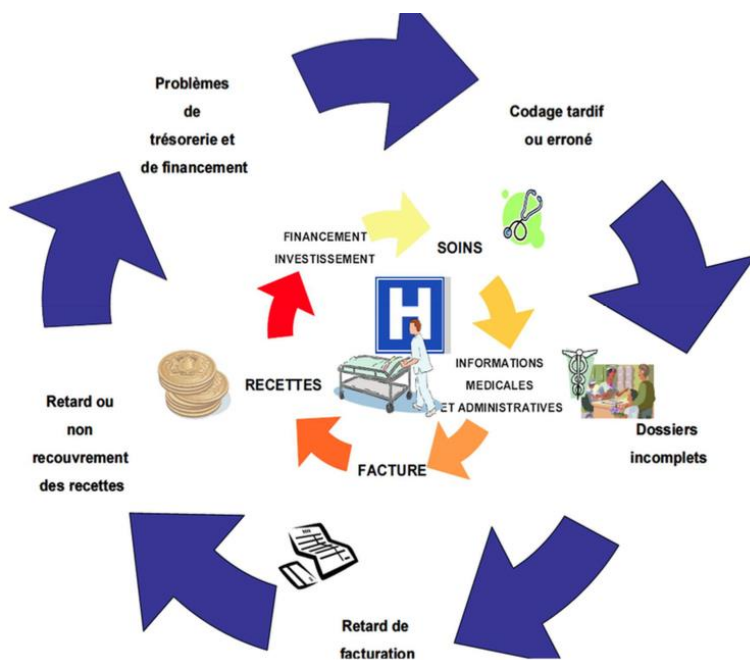 Problèmes
de
trésorerie et
de financement
Codage tardif
ou erroné
FINANCEMENT
INVESTISSEMENT
SOINS
H
INFORMATIONS
MEDICALES
ET ADMINISTRATIVES
RECETTES
FACTURE
Retard ou
non
recouvrement
des recettes
Dossiers
incomplets
Retard de
facturation